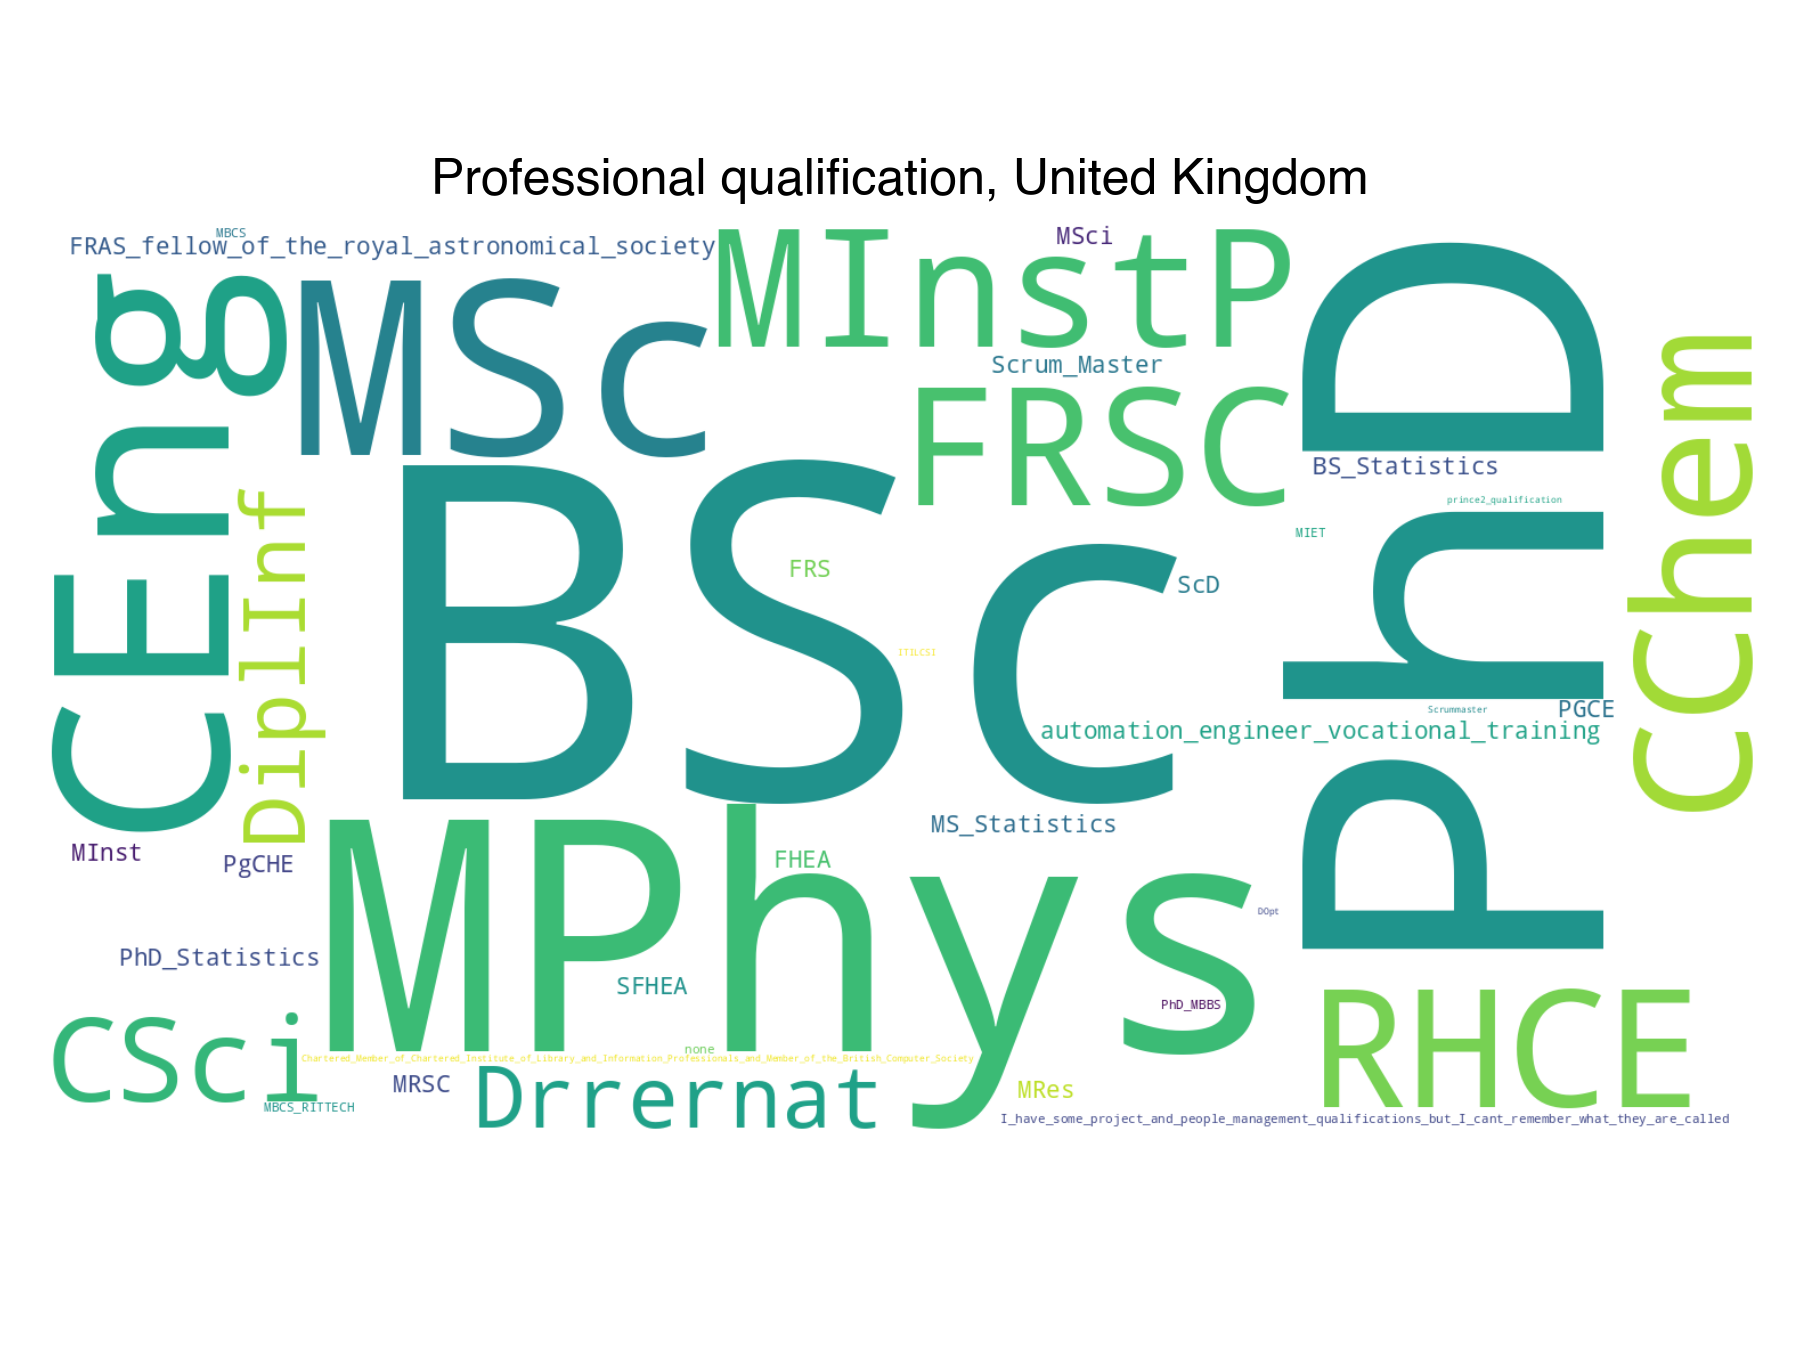 Professional qualification, United Kingdom
MBCS
FRAS_fellow_of_the_royal_astronomical_society
MInstP
MSci
CEng
MSc
Scrum_Master
FRSC
PhD
CChem
BS_Statistics
prince2_qualification
MIET
DiplInf
BSc
FRS
ScD
ITILCSI
Scrummaster
PGCE
automation_engineer_vocational_training
MInst
PgCHE
MS_Statistics
MPhys
FHEA
DOpt
PhD_Statistics
SFHEA
PhD_MBBS
RHCE
CSci
none
Chartered_Member_of_Chartered_Institute_of_Library_and_Information_Professionals_and_Member_of_the_British_Computer_Society
MRSC
Drrernat
MRes
MBCS_RITTECH
I_have_some_project_and_people_management_qualifications_but_I_cant_remember_what_they_are_called